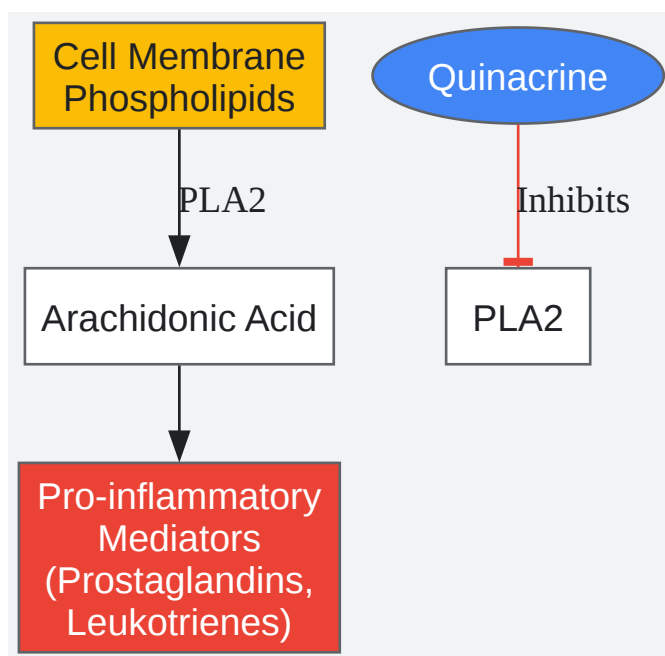 Cell Membrane
Phospholipids
PLA2
Arachidonic Acid
Pro-inflammatory
Mediators
(Prostaglandins,
Leukotrienes)
Quinacrine
Inhibits
PLA2